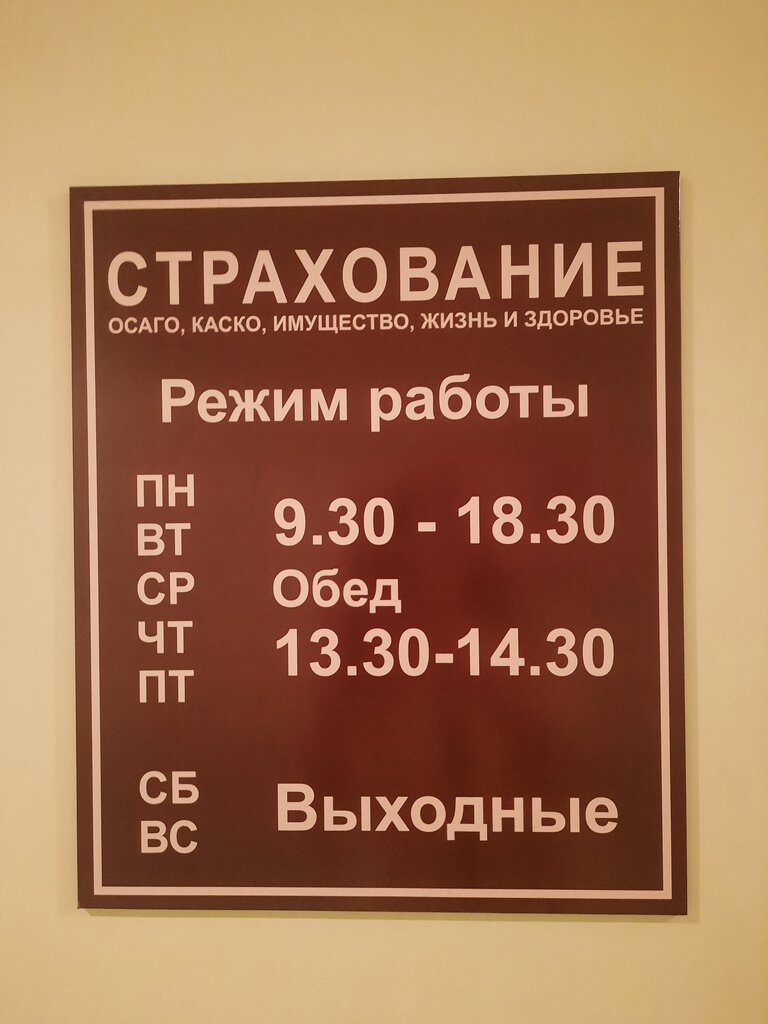 СТРАХОВАНИЕ
ОСАГО, КАСКО, ИМУЩЕСТВО, ЖИЗНЬ И ЗДОРОВЬЕ
Режим работы
ПН
ВТ
СР
ЧТ
ПТ
9.30 - 18.30
Обед
13.30-14.30
СБ
ВС
Выходные